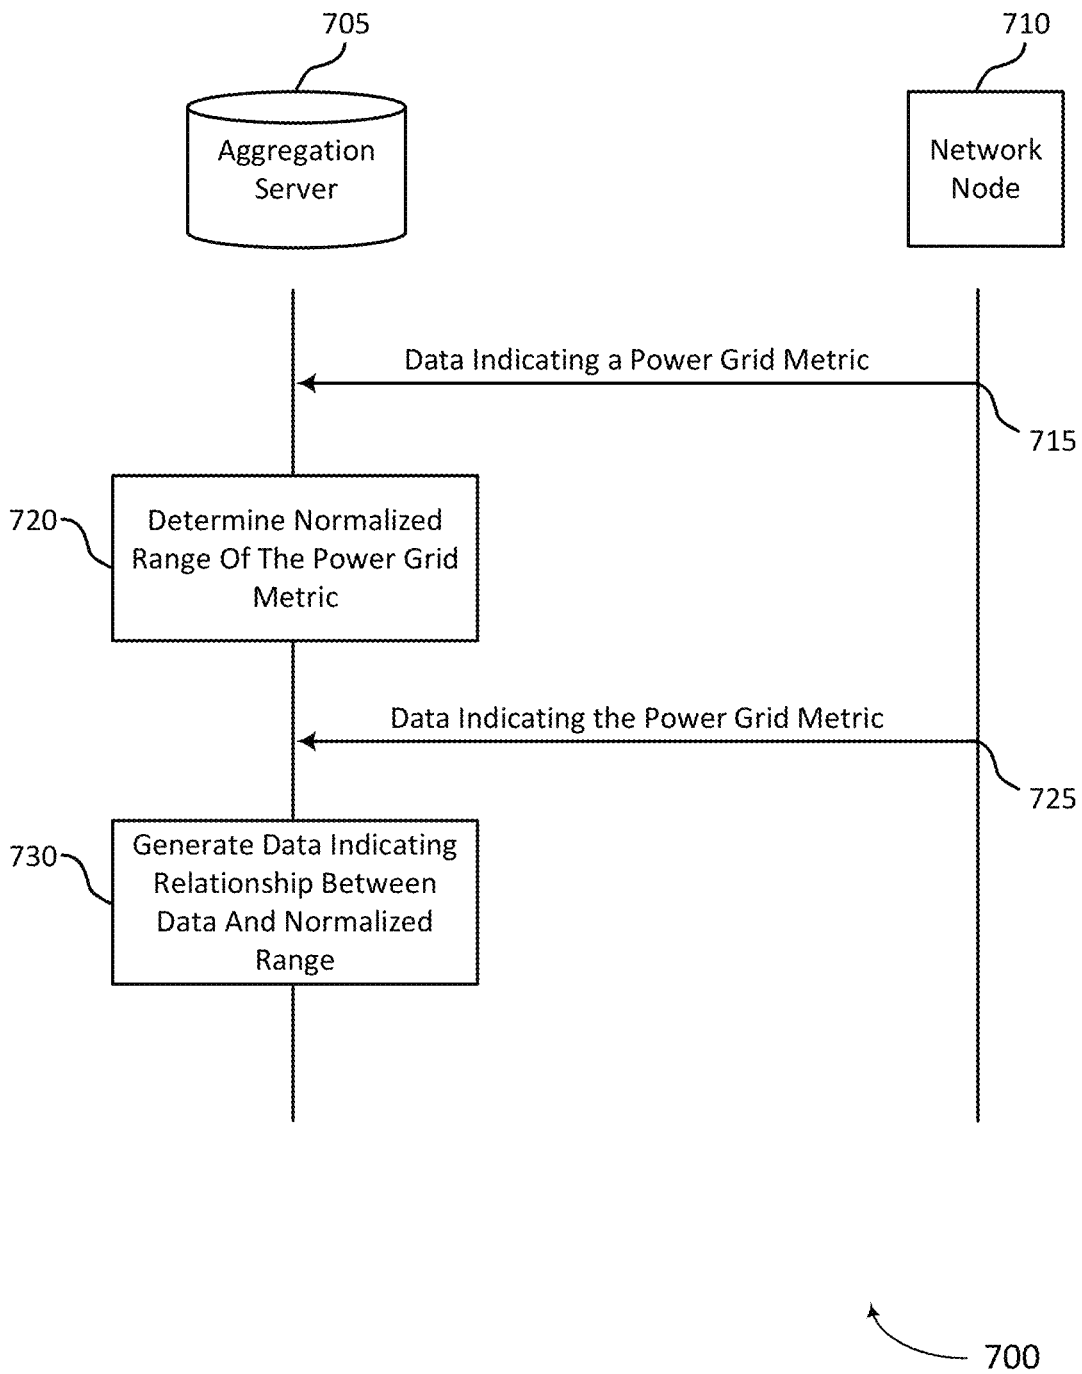 705
710
Aggregation
Server
Network
Node
Data Indicating a Power Grid Metric
715
720
Determine Normalized
Range Of The Power Grid
Metric
Data Indicating the Power Grid Metric
725
730
Generate Data Indicating
Relationship Between
Data And Normalized
Range
700